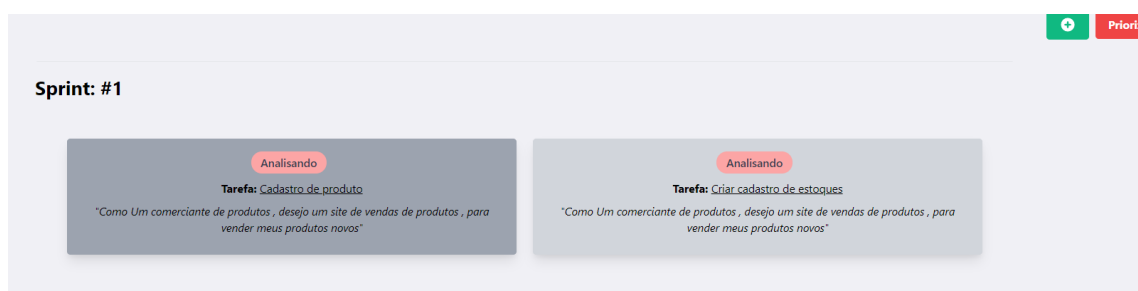 Priori
Sprint: #1
Analisando
Tarefa: Cadastro de produto
"Como Um comerciante de produtos , desejo um site de vendas de produtos , para
vender meus produtos novos"
Analisando
Tarefa: Criar cadastro de estoques
"Como Um comerciante de produtos , desejo um site de vendas de produtos , para
vender meus produtos novos"